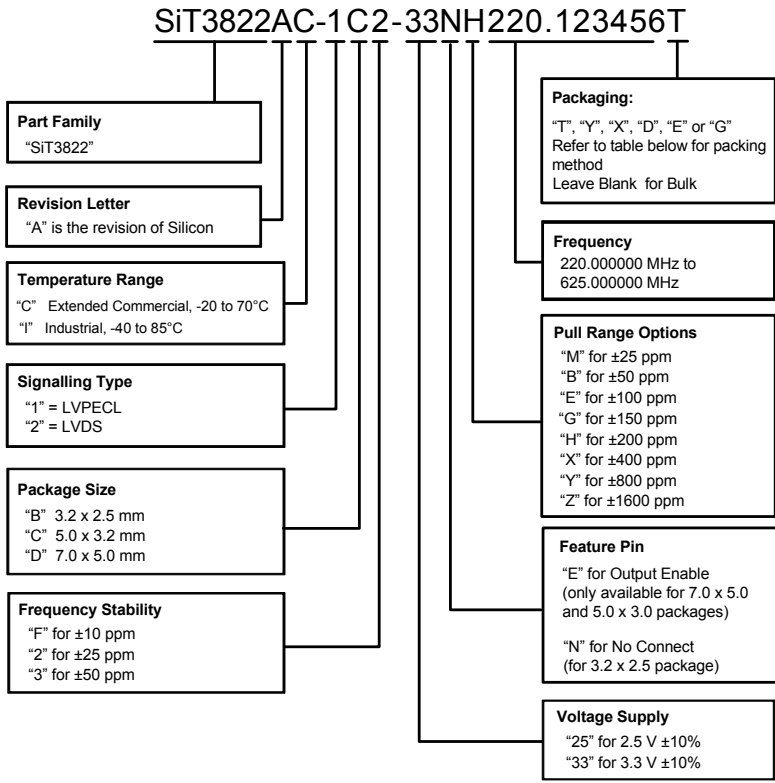 SiT3822AC-1C2-33NH220.123456T
Part Family
“SiT3822”
Revision Letter
“A” is the revision of Silicon
Temperature Range
“C” Extended Commercial, -20 to 70°C
“I” Industrial, -40 to 85°C
Signalling Type
“1” = LVPECL
“2” = LVDS
Package Size
“B” 3.2 x 2.5 mm
“C” 5.0 x 3.2 mm
“D” 7.0 x 5.0 mm
Frequency Stability
“F” for ±10 ppm
“2” for ±25 ppm
“3” for ±50 ppm
Packaging:
“T”, “Y”, “X”, “D”, “E” or “G”
Refer to table below for packing
method
Leave Blank for Bulk
Frequency
220.000000 MHz to
625.000000 MHz
Pull Range Options
“M” for ±25 ppm
“B” for ±50 ppm
“E” for ±100 ppm
“G” for ±150 ppm
“H” for ±200 ppm
“X” for ±400 ppm
“Y” for ±800 ppm
“Z” for ±1600 ppm
Feature Pin
“E” for Output Enable
(only available for 7.0 x 5.0
and 5.0 x 3.0 packages)
“N” for No Connect
(for 3.2 x 2.5 package)
Voltage Supply
“25” for 2.5 V ±10%
“33” for 3.3 V ±10%